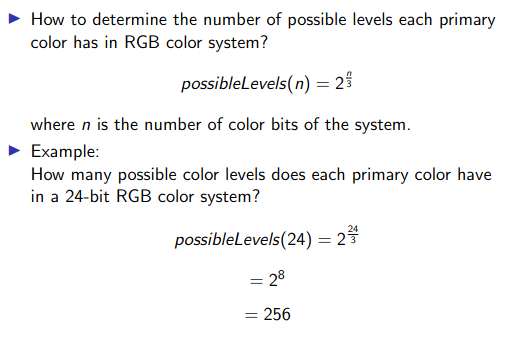 ▶ How to determine the number of possible levels each primary
color has in RGB color system?
possibleLevels(n) = 2^(n/3)
where n is the number of color bits of the system.
▶ Example:
How many possible color levels does each primary color have
in a 24-bit RGB color system?
possibleLevels(24) = 2^(24/3)
= 2^8
= 256